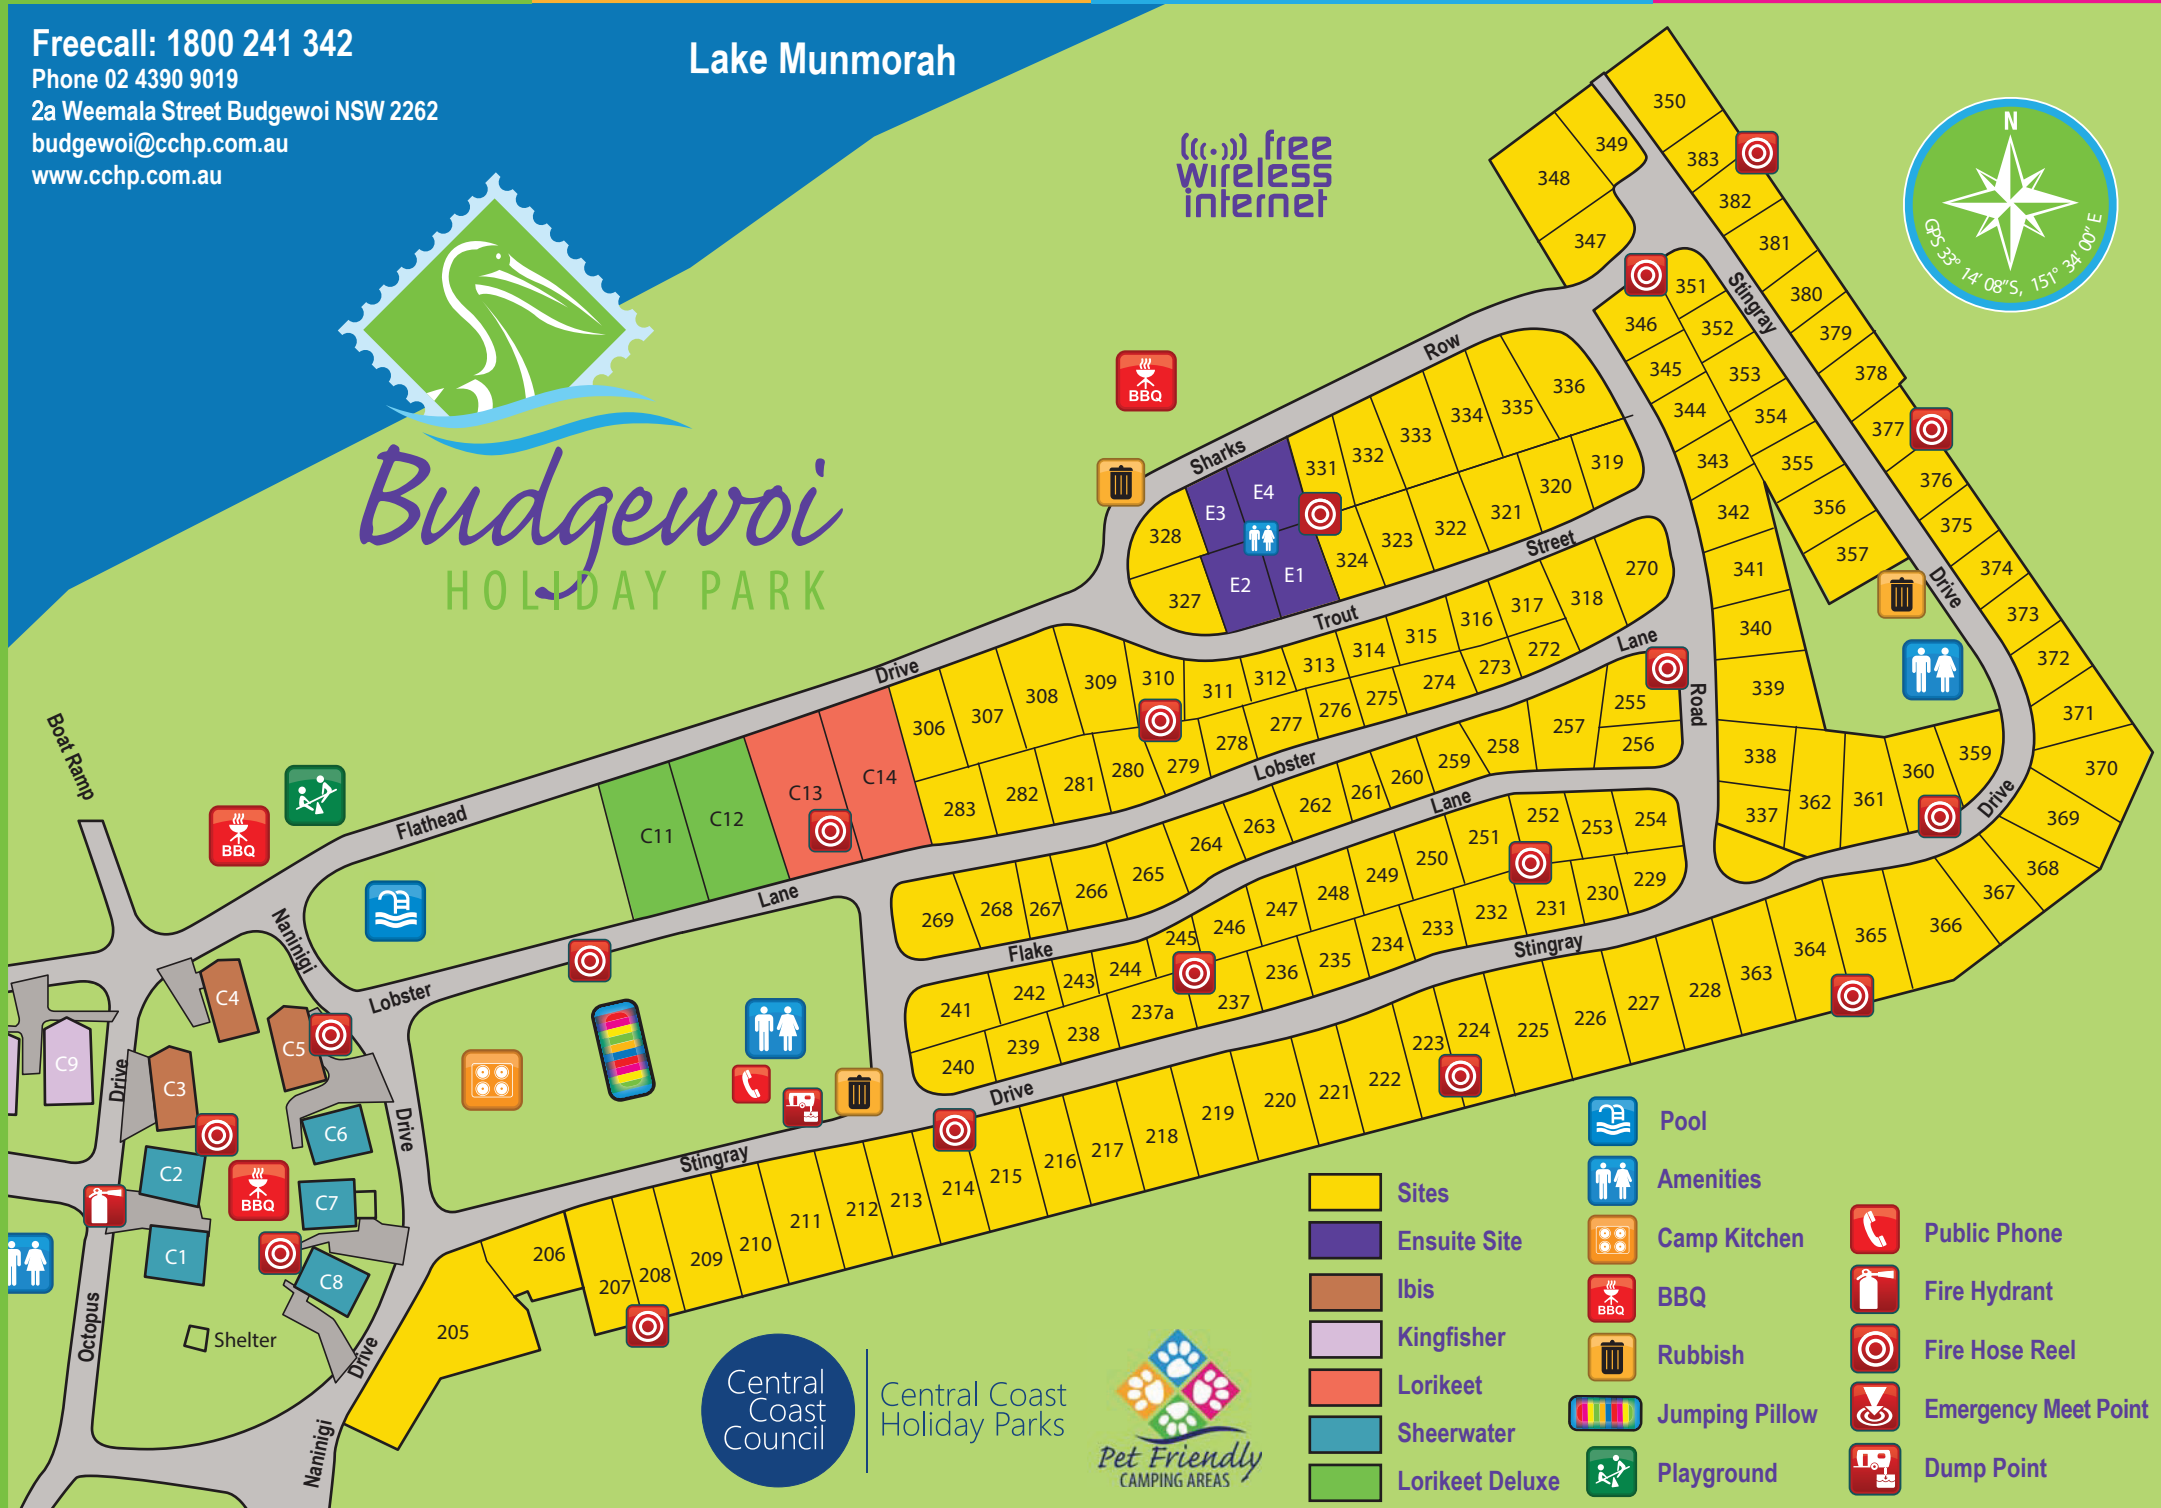 Freecall: 1800 241 342
Phone 02 4390 9019
2a Weemala Street Budgewoi NSW 2262
budgewoi@cchp.com.au
www.cchp.com.au
Lake Munmorah
free
wireless
internet
N
GPS 33° 14' 08"S, 151° 34' 00" E
Budgewoi
HOLIDAY PARK
BBQ
350
349
348
383
382
347
381
351
380
346
352
379
345
353
378
344
354
377
343
355
376
342
356
375
357
374
341
373
340
372
339
371
338
370
337
362
361
360
359
369
368
367
366
365
364
363
Stingray
Drive
Drive
Sharks
Row
336
335
334
333
332
331
E4
E3
E2
E1
328
327
319
320
321
322
323
324
Trout
Street
270
318
317
316
315
314
313
312
311
310
309
308
307
306
272
273
274
275
276
277
278
279
280
281
282
283
Lobster
Lane
Road
255
256
257
258
259
260
261
262
263
264
265
266
267
268
269
Flake
Lane
254
253
252
251
250
249
248
247
246
245
244
243
242
241
229
230
231
232
233
234
235
236
237
237a
238
239
240
Stingray
Drive
228
227
226
225
224
223
222
221
220
219
218
217
216
215
214
213
212
211
210
209
208
207
206
205
Stingray
Flathead
Drive
C11
C12
C13
C14
Lobster
Lane
Boat Ramp
BBQ
Naninigi
Drive
C4
C5
C9
C3
C6
C2
C7
C1
C8
BBQ
Drive
Octopus
Shelter
Drive
Naninigi
Central
Coast
Council
Central Coast
Holiday Parks
Pet Friendly
CAMPING AREAS
Sites
Ensuite Site
Ibis
Kingfisher
Lorikeet
Sheerwater
Lorikeet Deluxe
Pool
Amenities
Camp Kitchen
BBQ
BBQ
Rubbish
Jumping Pillow
Playground
Public Phone
Fire Hydrant
Fire Hose Reel
Emergency Meet Point
Dump Point